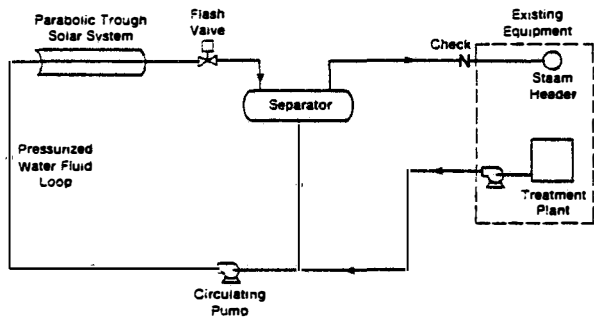 Parabolic Trough
Solar System
Flash
Valve
Existing
Equipment
Check
Staam
Header
Separator
Pressurized
Water Fluid
Loop
Treatment
Plant
Circulating
Pump